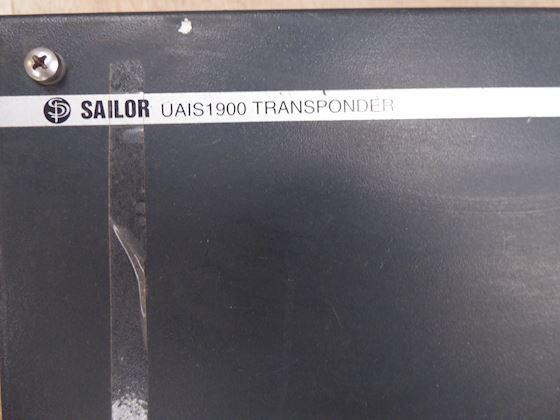 SAILOR UAIS1900 TRANSPONDER